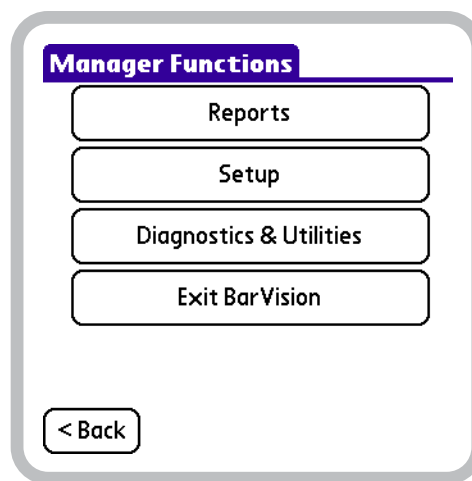 Manager Functions
Reports
Setup
Diagnostics & Utilities
Exit BarVision
< Back